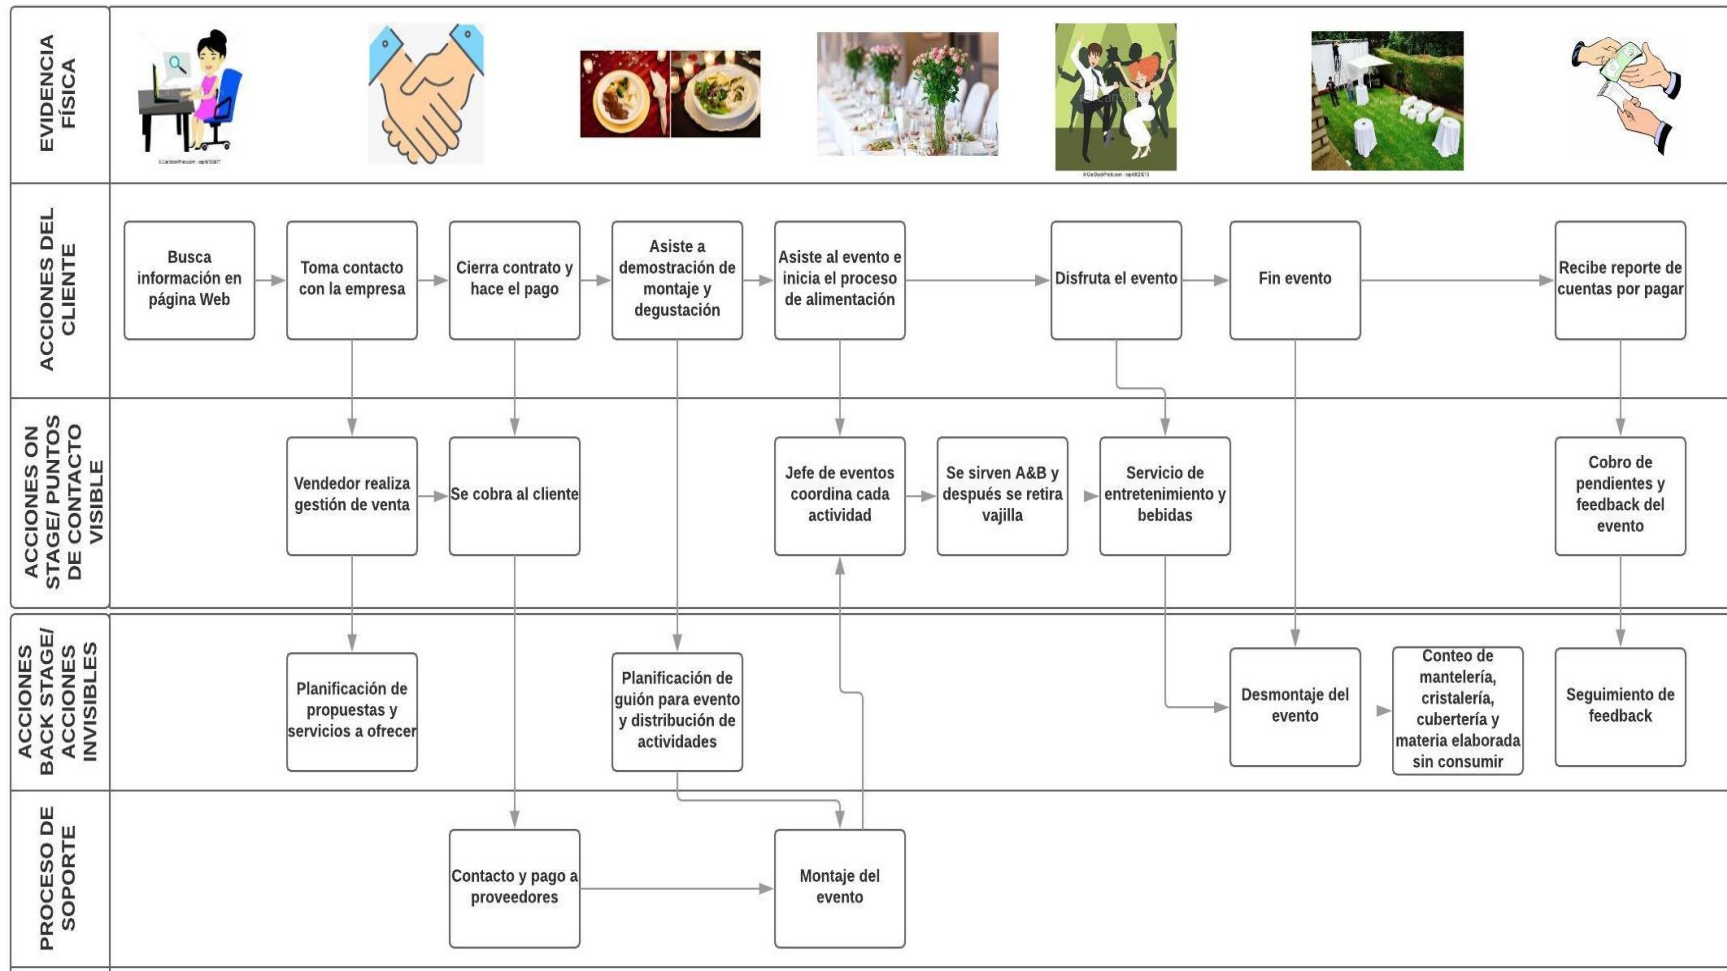 EVIDENCIA
FÍSICA
ACCIONES DEL
CLIENTE
Busca
información en
página Web
Toma contacto
con la empresa
Cierra contrato y
hace el pago
Asiste a
demostración de
montaje y
degustación
Asiste al evento e
inicia el proceso
de alimentación
Disfruta el evento
Fin evento
Recibe reporte de
cuentas por pagar
ACCIONES ON
STAGE/ PUNTOS
DE CONTACTO
VISIBLE
Vendedor realiza
gestión de venta
Se cobra al cliente
Jefe de eventos
coordina cada
actividad
Se sirven A&B y
después se retira
vajilla
Servicio de
entretenimiento y
bebidas
Cobro de
pendientes y
feedback del
evento
ACCIONES
BACK STAGE/
ACCIONES
INVISIBLES
Planificación de
propuestas y
servicios a ofrecer
Planificación de
guión para evento
y distribución de
actividades
Desmontaje del
evento
Conteo de
mantelería,
cristalería,
cubertería y
materia elaborada
sin consumir
Seguimiento de
feedback
PROCESO DE
SOPORTE
Contacto y pago a
proveedores
Montaje del
evento